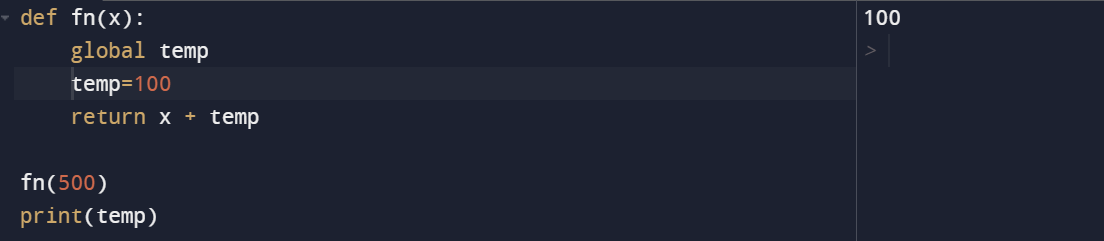 def fn(x):
    global temp
    temp=100
    return x + temp

fn(500)
print(temp)
100
>